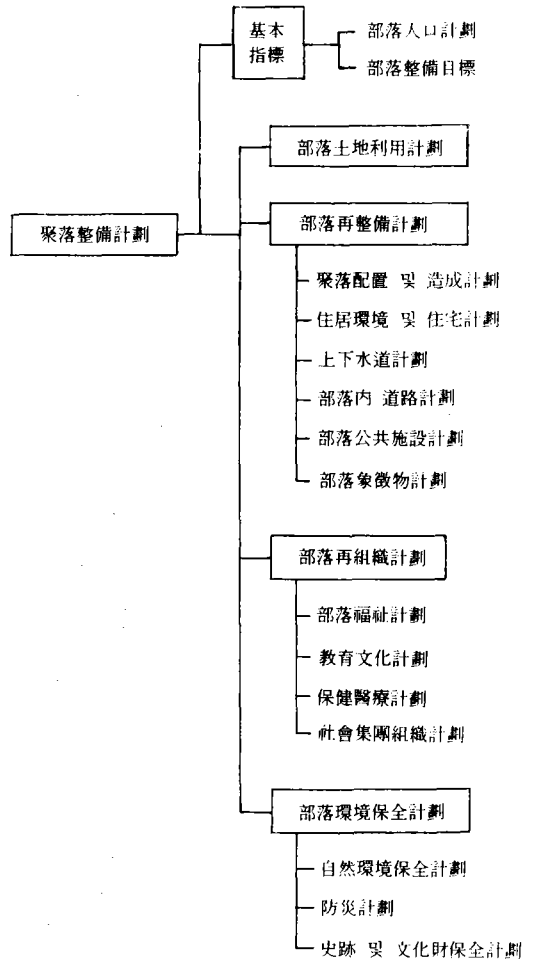 基本
指標
部落人口計劃
部落整備目標
部落土地利用計劃
部落再整備計劃
聚落整備計劃
聚落配置 및 造成計劃
住居環境 및 住宅計劃
上下水道計劃
部落内 道路計劃
部落公共施設計劃
部落象徵物計劃
部落再組織計劃
部落福祉計劃
教育文化計劃
保健醫療計劃
社會集團組織計劃
部落環境保全計劃
自然環境保全計劃
防災計劃
史跡 및 文化財保全計劃